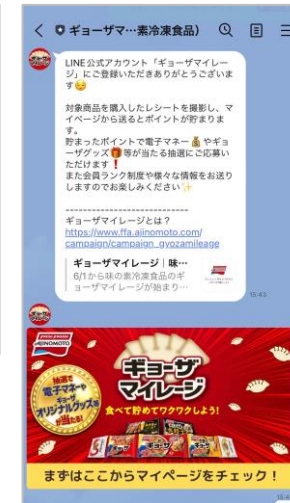 ギョーザマ…素冷凍食品)
LINE公式アカウント「ギョーザマイレー
ジ」にご登録いただきありがとうございま
す😊
対象商品を購入したレシートを撮影し、マ
イページから送るとポイントが貯まりま
す。
貯まったポイントで電子マネー💰やギョー
ザグッズ🎁等が当たる抽選にご応募い
ただけます❗
また会員ランク制度や様々な情報をお送り
しますのでお楽しみください✨
--------------------------
ギョーザマイレージとは？
https://www.ffa.ajinomoto.com/
campaign/campaign_gyozamileage
ギョーザマイレージ｜味…
6/1から味の素冷凍食品のギ
ョーザマイレージが始まり…
15:43
AJINOMOTO
抽選で
電子マネーや
ギョーザ
オリジナルグッズ等
が当たる!
ギョーザ
マイレージ
食べて貯めてワクワクしよう!
まずはここからマイページをチェック！